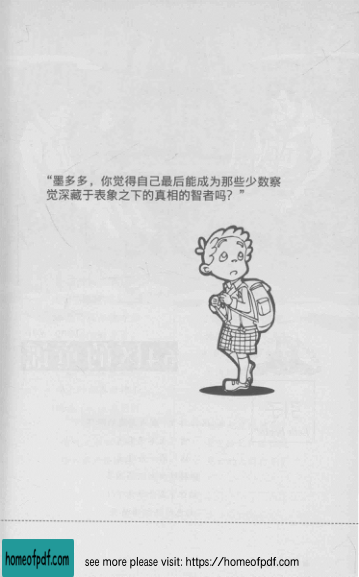 “墨多多，你觉得自己最后能成为那些少数察
觉深藏于表象之下的真相的智者吗？”
homeofpdf.com
see more please visit: https://homeofpdf.com